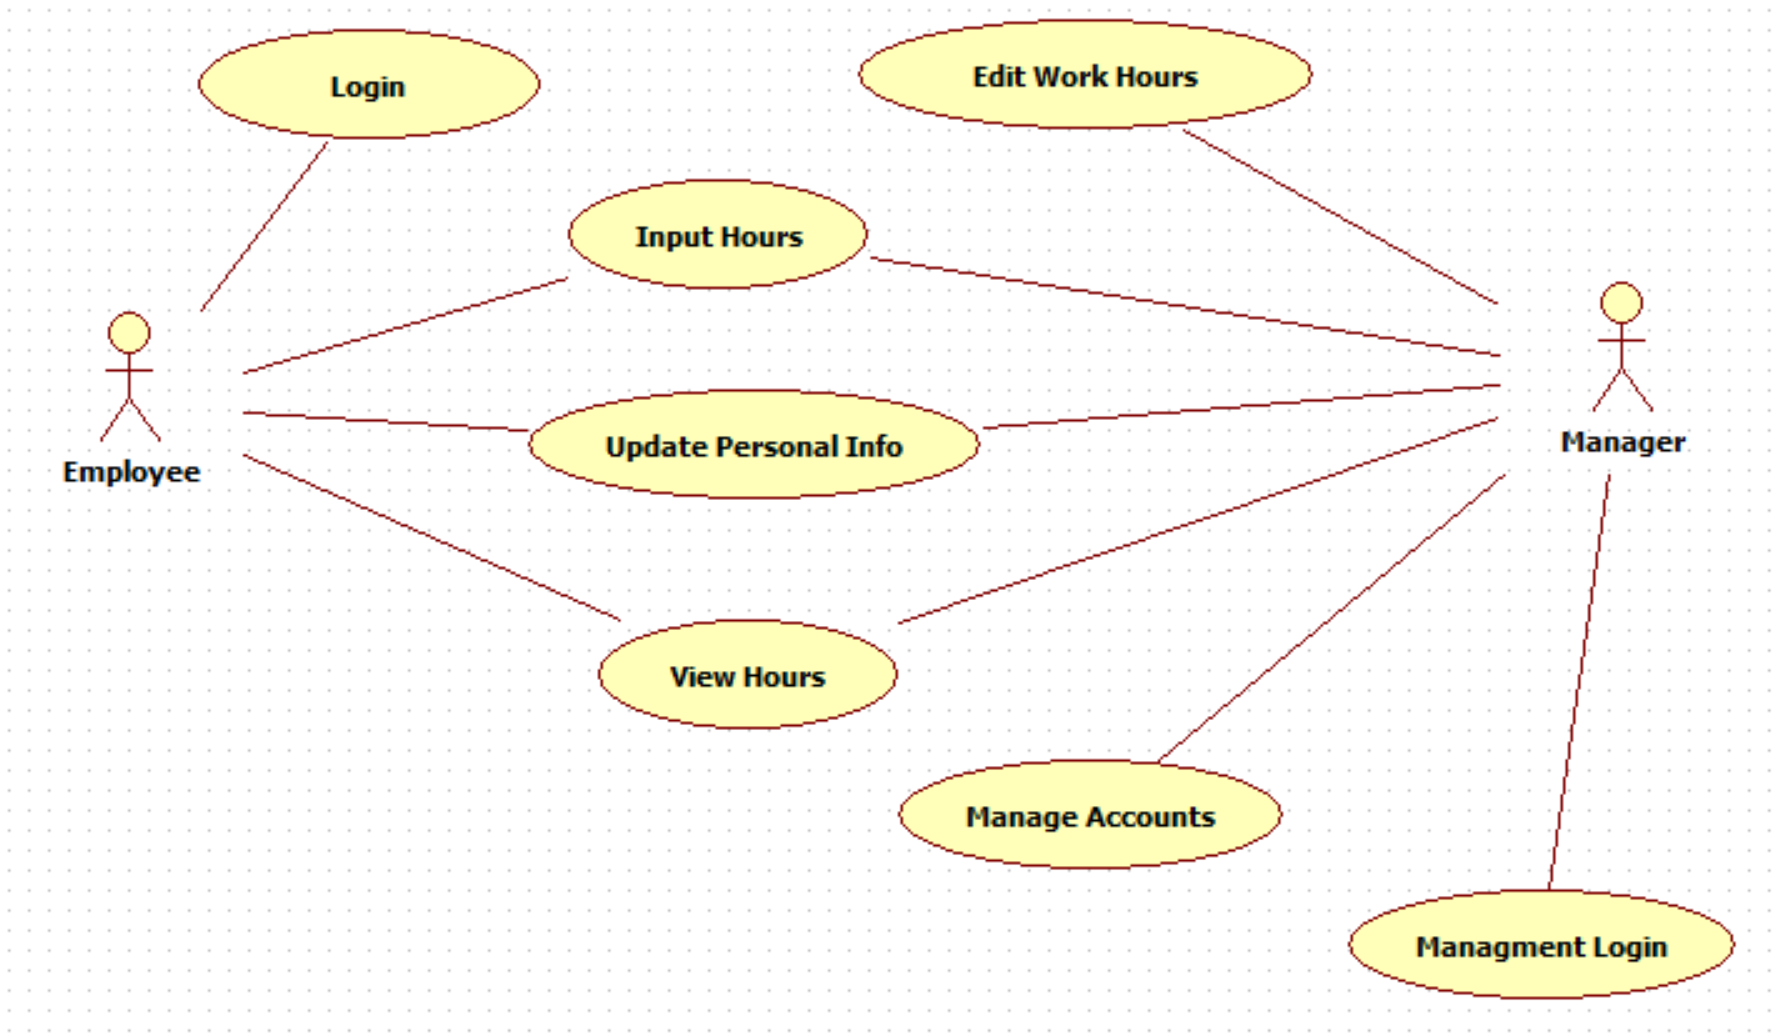 Login
Edit Work Hours
Input Hours
Employee
Update Personal Info
Manager
View Hours
Manage Accounts
Managment Login